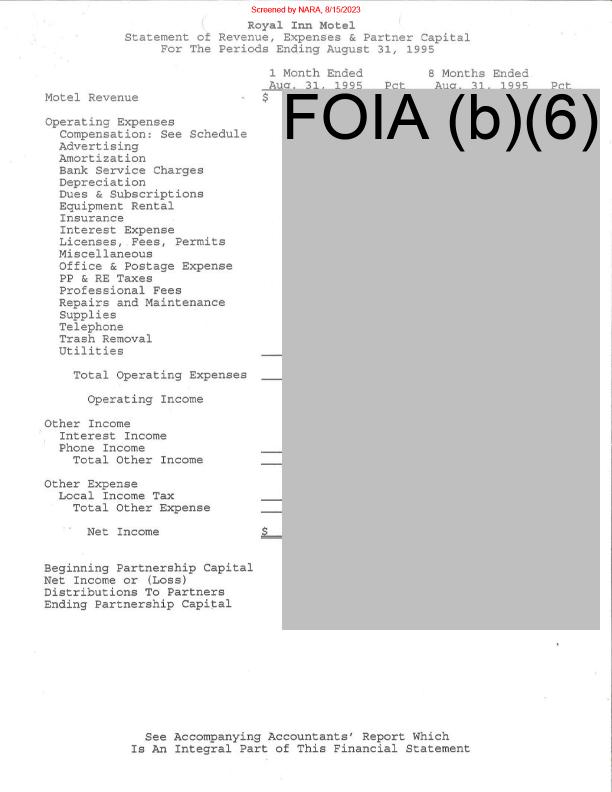 Screened by NARA, 8/15/2023
Royal Inn Motel
Statement of Revenue, Expenses & Partner Capital
For The Periods Ending August 31, 1995
1 Month Ended 8 Months Ended
Aug. 31, 1995 Pct Aug. 31, 1995 Pct
Motel Revenue $
FOIA (b)(6)
Operating Expenses
Compensation: See Schedule
Advertising
Amortization
Bank Service Charges
Depreciation
Dues & Subscriptions
Equipment Rental
Insurance
Interest Expense
Licenses, Fees, Permits
Miscellaneous
Office & Postage Expense
PP & RE Taxes
Professional Fees
Repairs and Maintenance
Supplies
Telephone
Trash Removal
Utilities
Total Operating Expenses
Operating Income
Other Income
Interest Income
Phone Income
Total Other Income
Other Expense
Local Income Tax
Total Other Expense
Net Income $
Beginning Partnership Capital
Net Income or (Loss)
Distributions To Partners
Ending Partnership Capital
See Accompanying Accountants' Report Which
Is An Integral Part of This Financial Statement